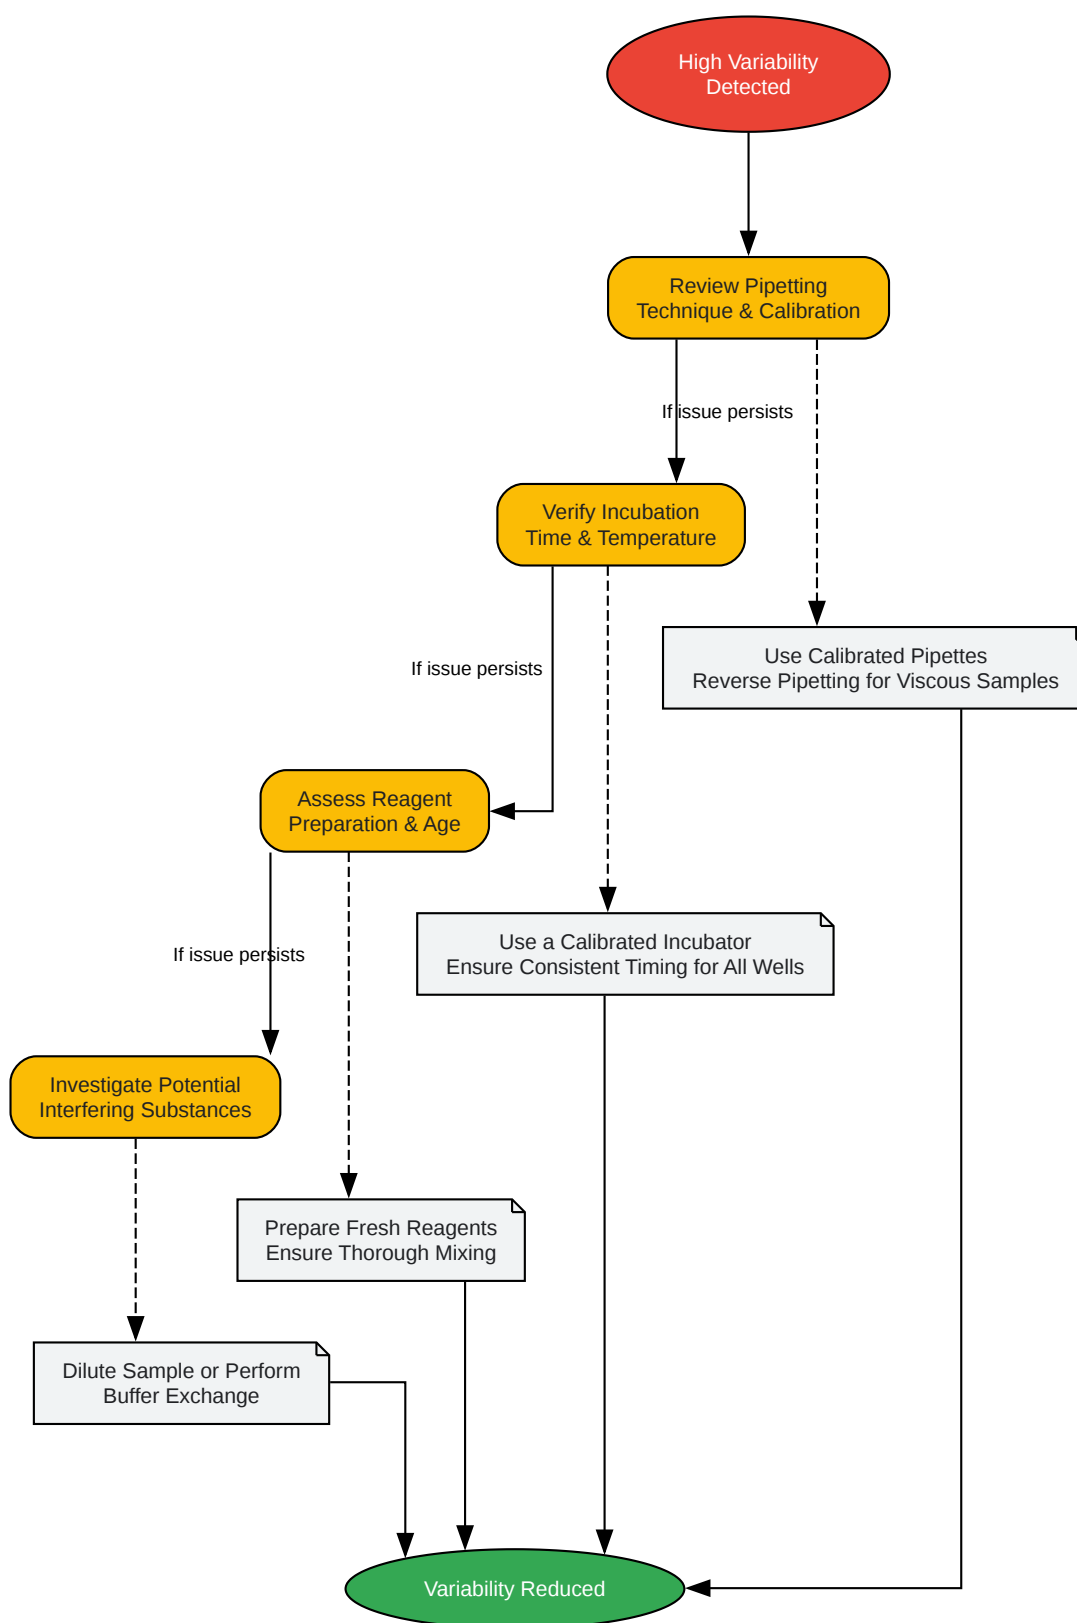 High Variability
Detected
Review Pipetting
Technique & Calibration
If issue persists
Verify Incubation
Time & Temperature
Use Calibrated Pipettes
Reverse Pipetting for Viscous Samples
If issue persists
Assess Reagent
Preparation & Age
Use a Calibrated Incubator
Ensure Consistent Timing for All Wells
If issue persists
Investigate Potential
Interfering Substances
Prepare Fresh Reagents
Ensure Thorough Mixing
Dilute Sample or Perform
Buffer Exchange
Variability Reduced